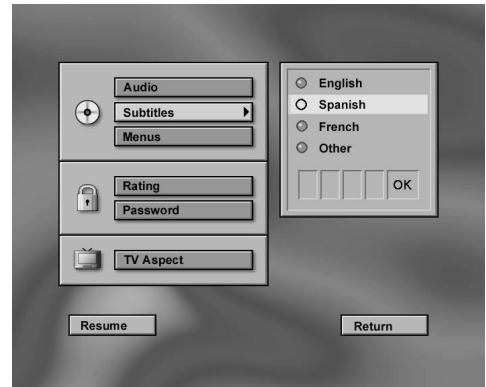 Audio
Subtitles
Menus
Rating
Password
TV Aspect
English
Spanish
French
Other
OK
Resume
Return